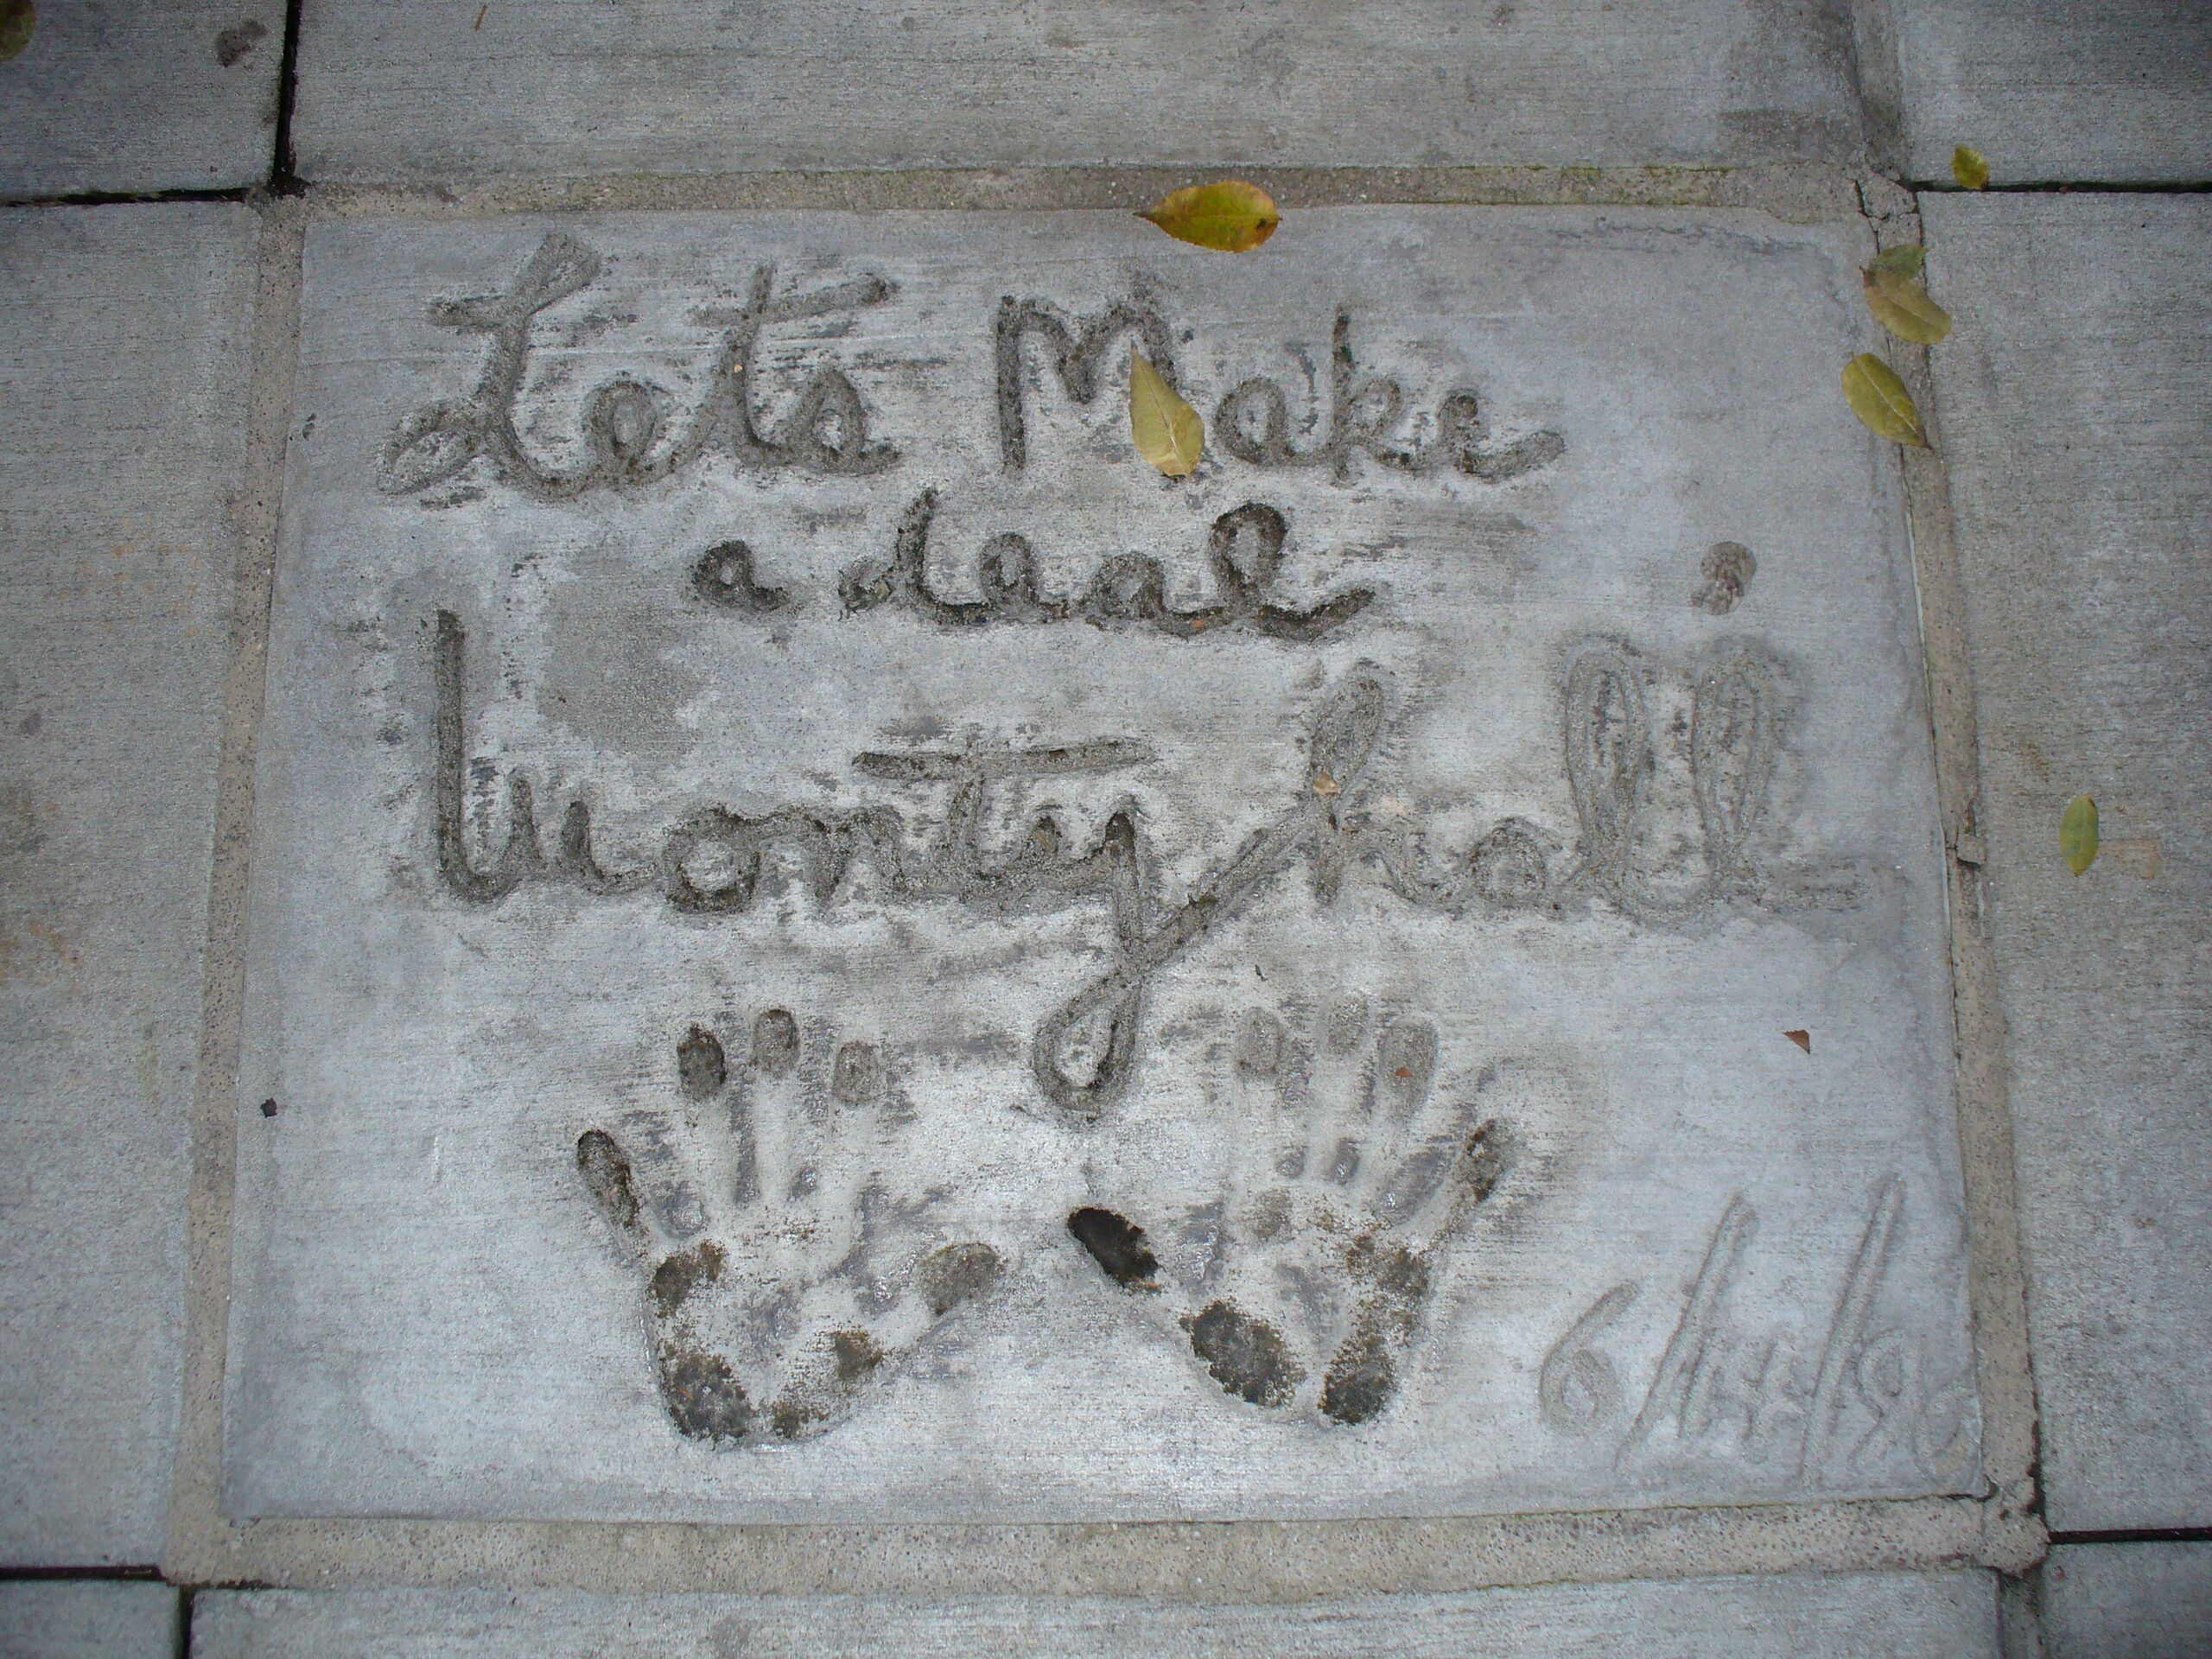 Lets Make
a deal
Monty hall